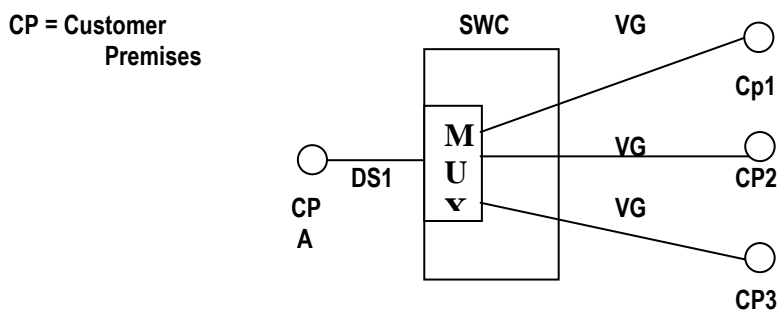 CP = Customer
Premises
SWC
VG
Cp1
M
U
X
VG
CP2
DS1
CP
A
VG
CP3